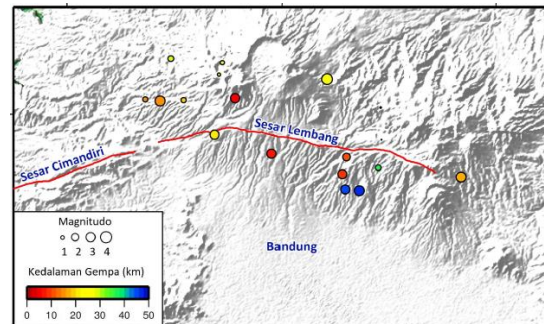 Sesar Lembang
Sesar Cimandiri
Bandung
Magnitudo
1 2 3 4
Kedalaman Gempa (km)
0 10 20 30 40 50